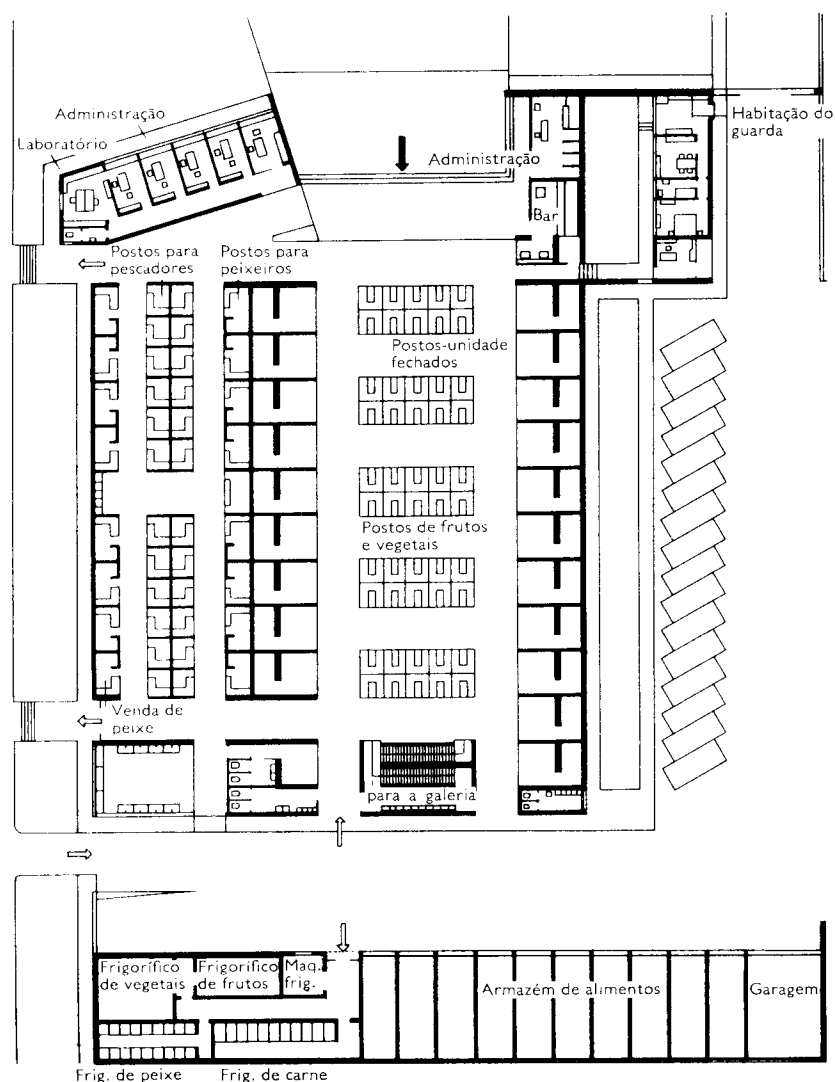 Administração
Laboratório
Administração
Habitação do
guarda
Bar
Postos para
pescadores
Postos para
peixeiros
Postos-unidade
fechados
Postos de frutos
e vegetais
Venda de
peixe
para a galeria
Frigorífico
de vegetais
Frigorífico
de frutos
Maq.
frig.
Armazém de alimentos
Garagem
Frig. de peixe
Frig. de carne